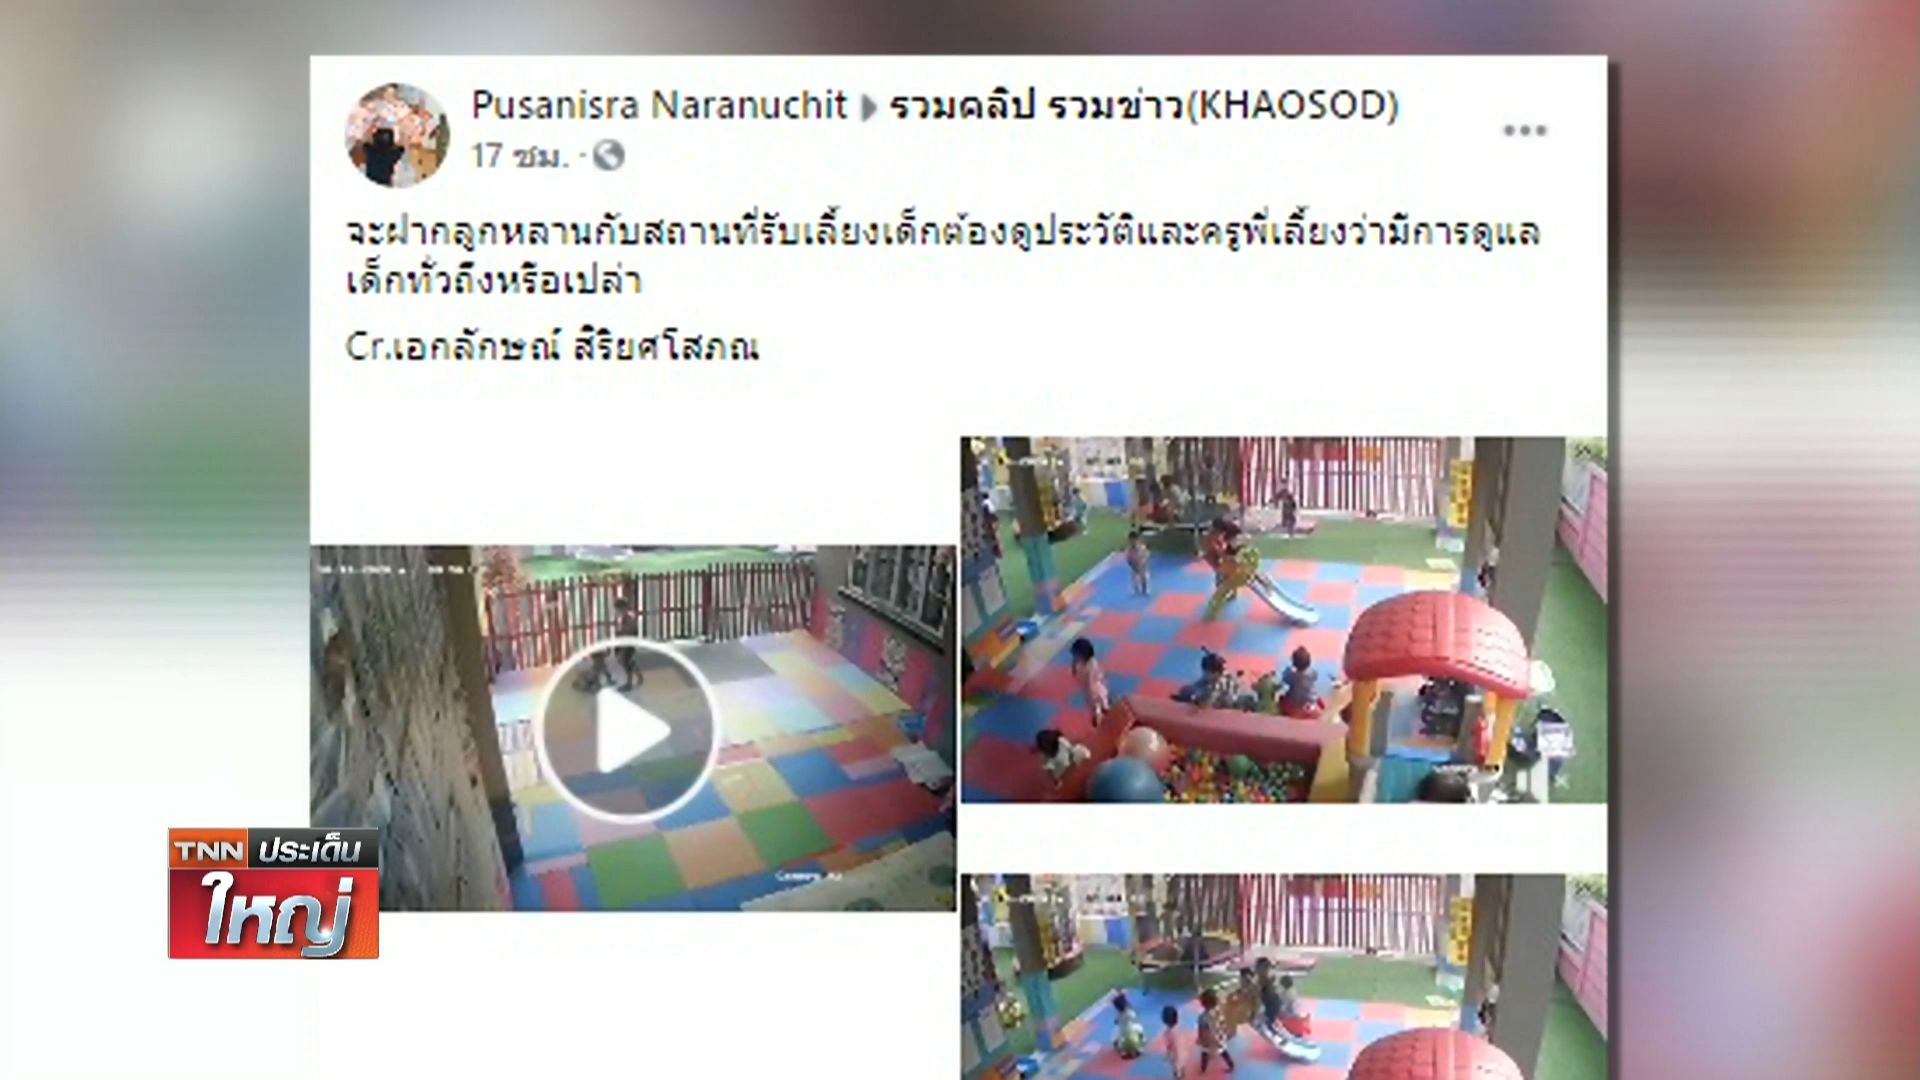 Pusanisra Naranuchit ▶ รวมคลิป รวมข่าว(KHAOSOD)
17 ชม. ·
จะฝากลูกหลานกับสถานที่รับเลี้ยงเด็กต้องดูประวัติและครูพี่เลี้ยงว่ามีการดูแล
เด็กทั่วถึงหรือเปล่า
Cr.เอกลักษณ์ สิริยศโสภณ
TNN ประเด็น
ใหญ่